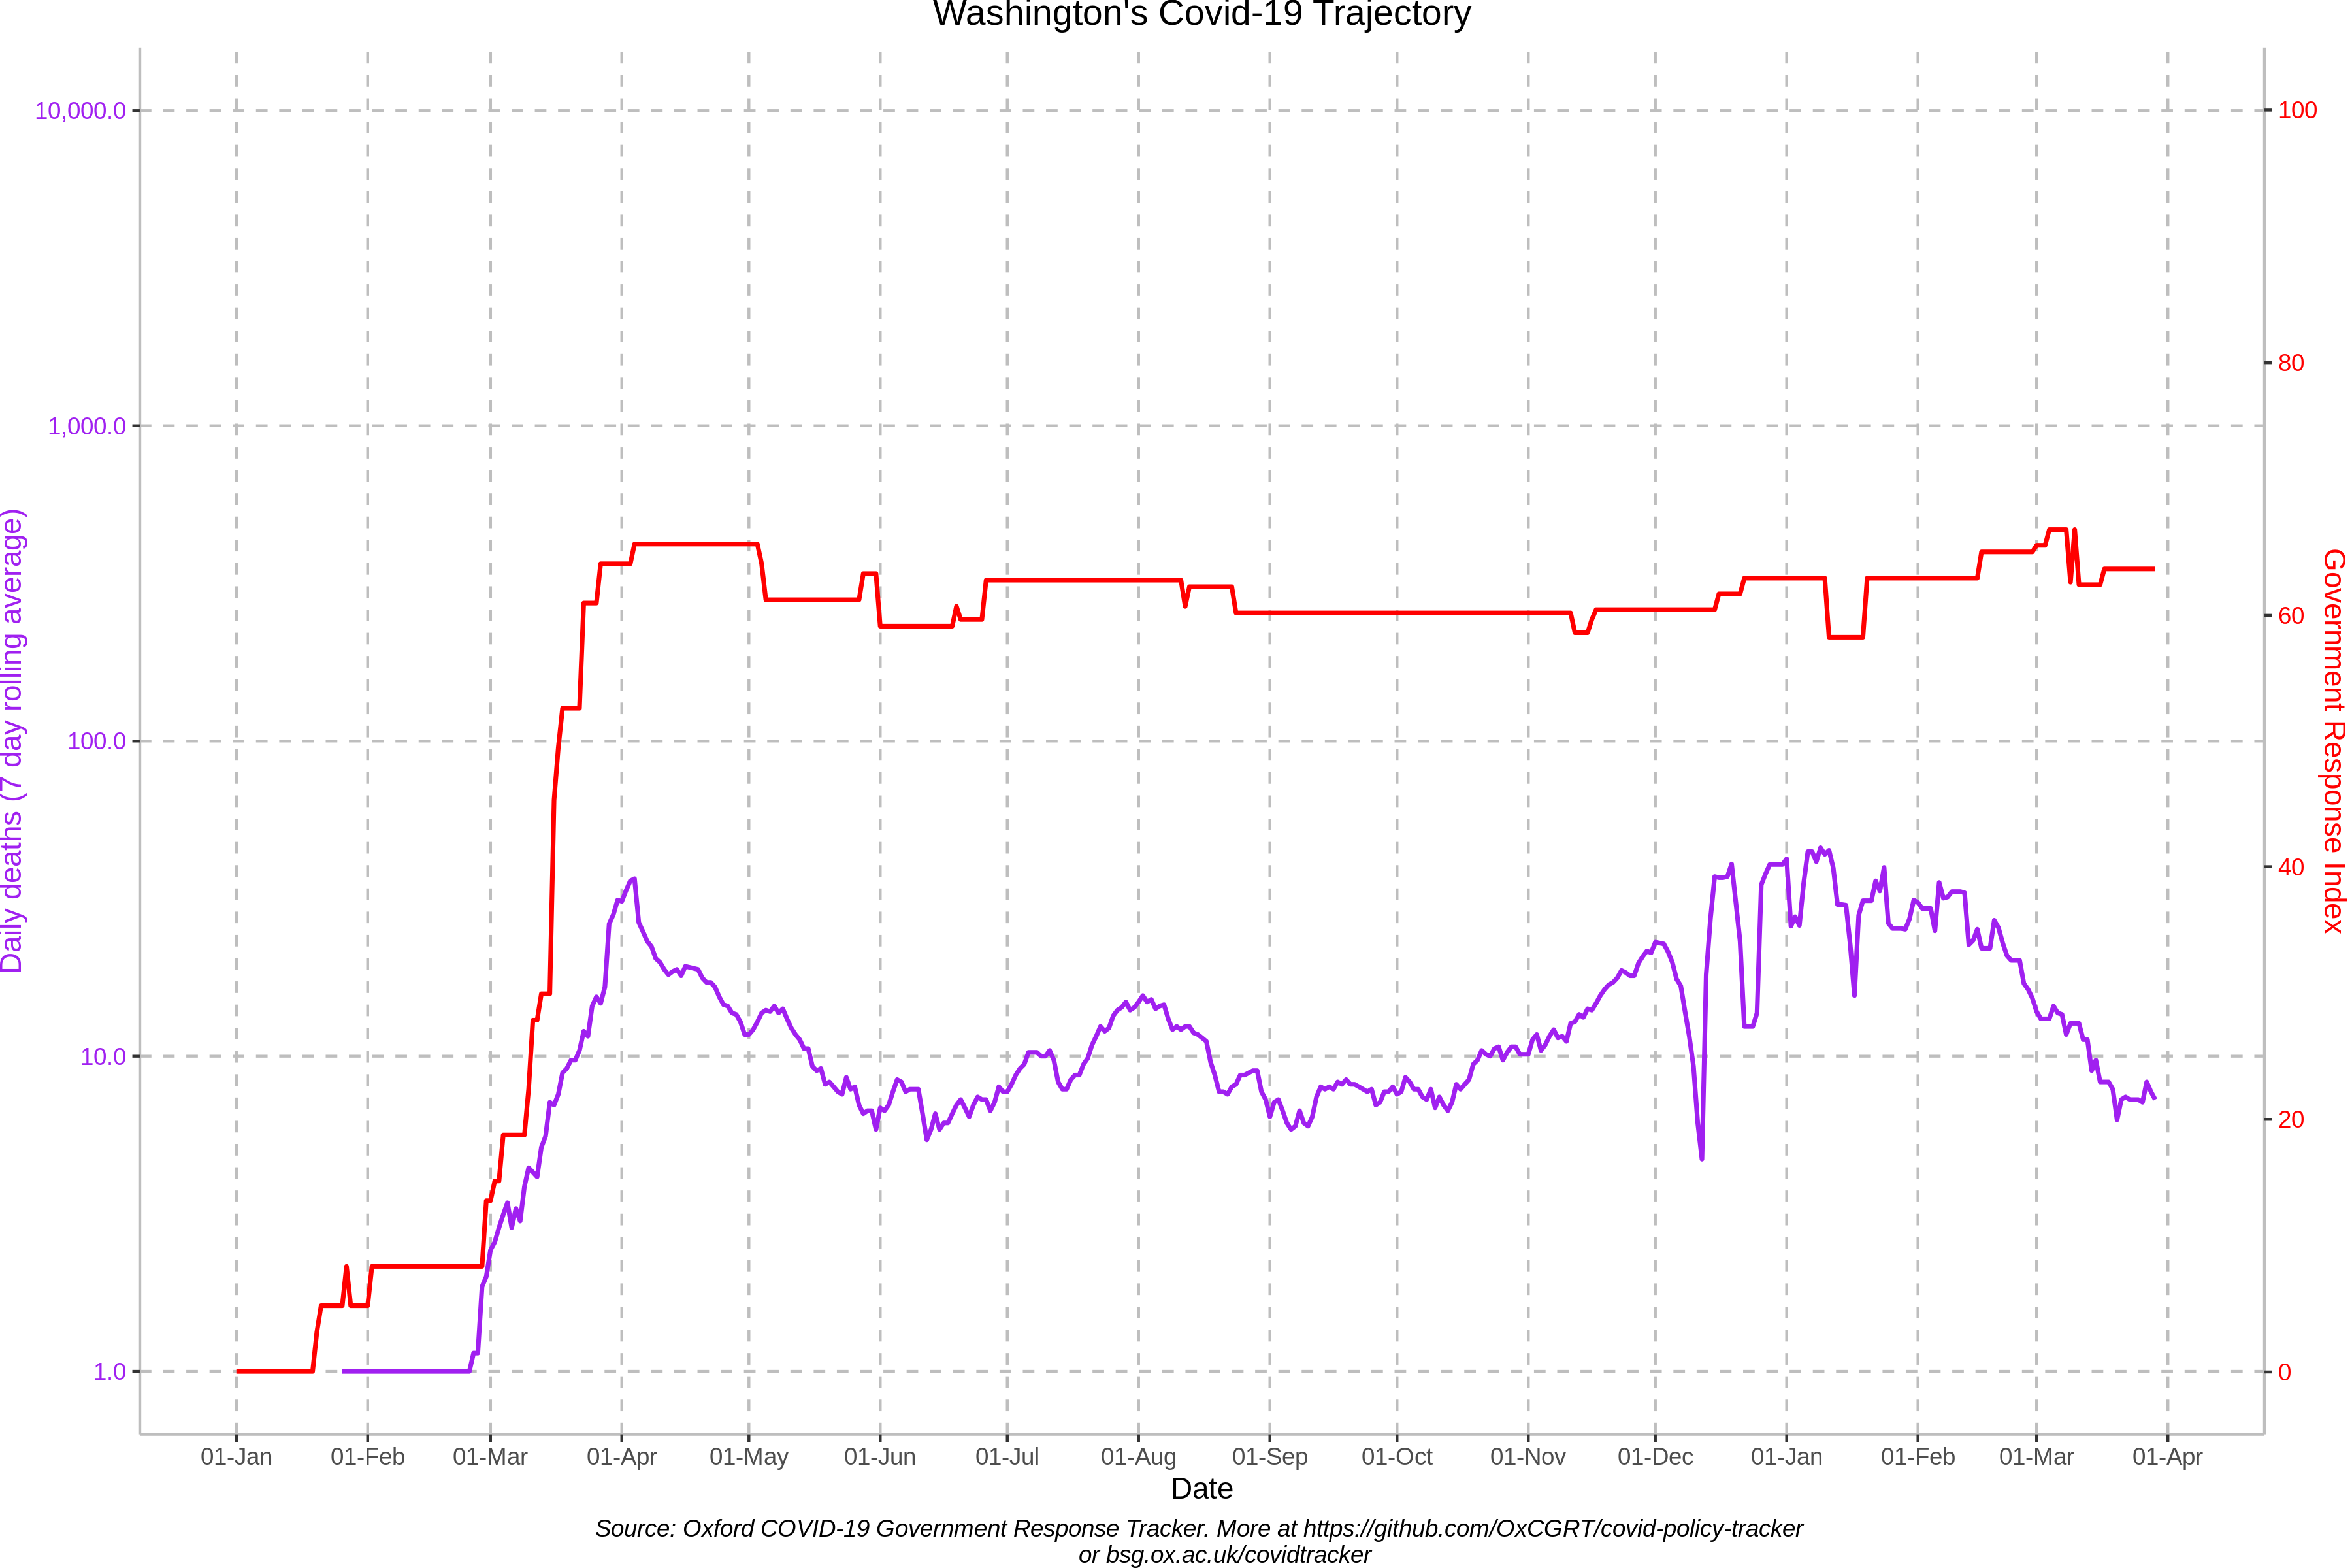 Washington's Covid-19 Trajectory
10,000.0
1,000.0
100.0
10.0
1.0
Daily deaths (7 day rolling average)
100
80
60
40
20
0
Government Response Index
01-Jan 01-Feb 01-Mar 01-Apr 01-May 01-Jun 01-Jul 01-Aug 01-Sep 01-Oct 01-Nov 01-Dec 01-Jan 01-Feb 01-Mar 01-Apr
Date
Source: Oxford COVID-19 Government Response Tracker. More at https://github.com/OxCGRT/covid-policy-tracker
or bsg.ox.ac.uk/covidtracker